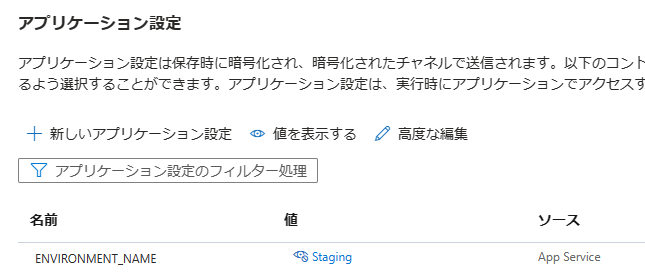 アプリケーション設定
アプリケーション設定は保存時に暗号化され、暗号化されたチャネルで送信されます。以下のコント
るよう選択することができます。アプリケーション設定は、実行時にアプリケーションでアクセスす
新しいアプリケーション設定 値を表示する 高度な編集
アプリケーション設定のフィルター処理
名前 値 ソース
ENVIRONMENT_NAME Staging App Service